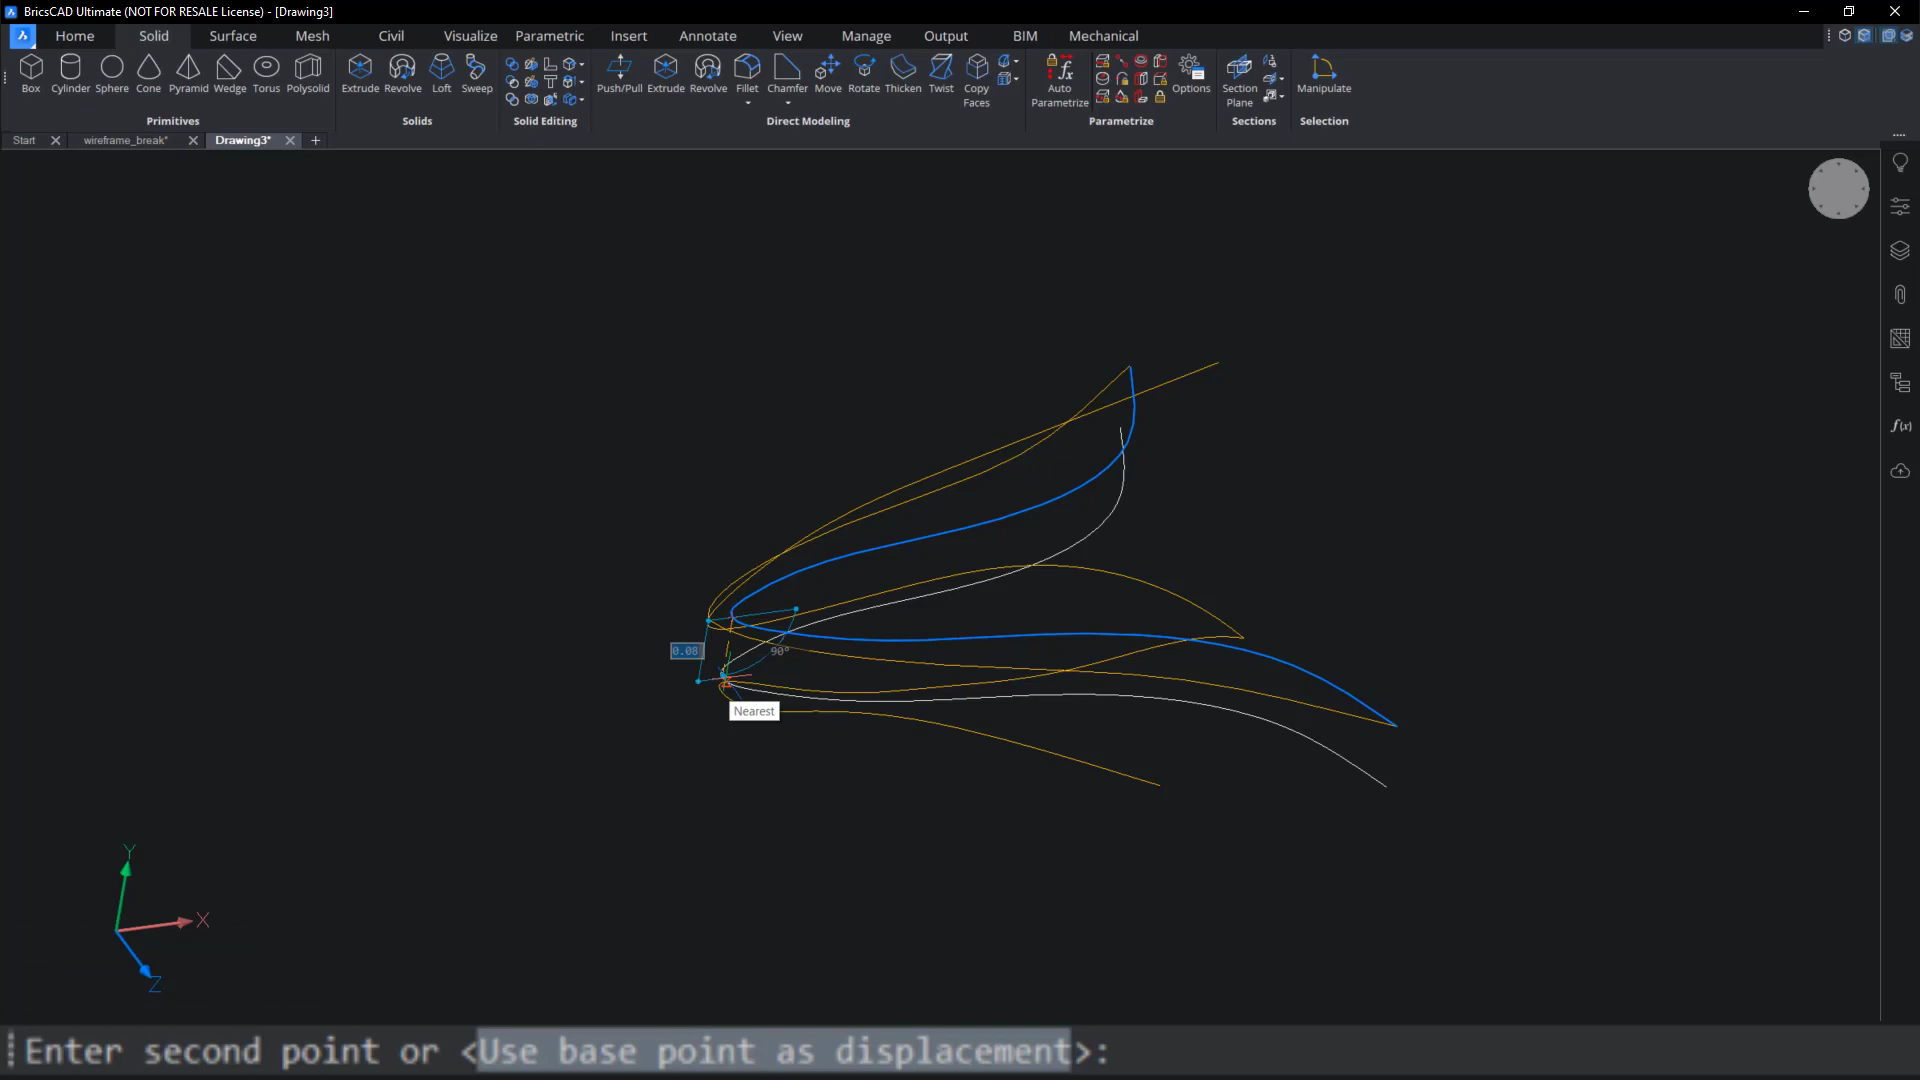 BricsCAD Ultimate (NOT FOR RESALE License) - [Drawing3]
Home Solid Surface Mesh Civil Visualize Parametric Insert Annotate View Manage Output BIM Mechanical
Box Cylinder Sphere Cone Pyramid Wedge Torus Polysolid Extrude Revolve Loft Sweep Push/Pull Extrude Revolve Fillet Chamfer Move Rotate Thicken Twist Copy Faces Auto Parametrize Options Section Plane Manipulate
Primitives Solids Solid Editing Direct Modeling Parametrize Sections Selection
Start wireframe_break* Drawing3*
f(x)
0.08
90°
Nearest
Y
X
Z
Enter second point or <Use base point as displacement>: